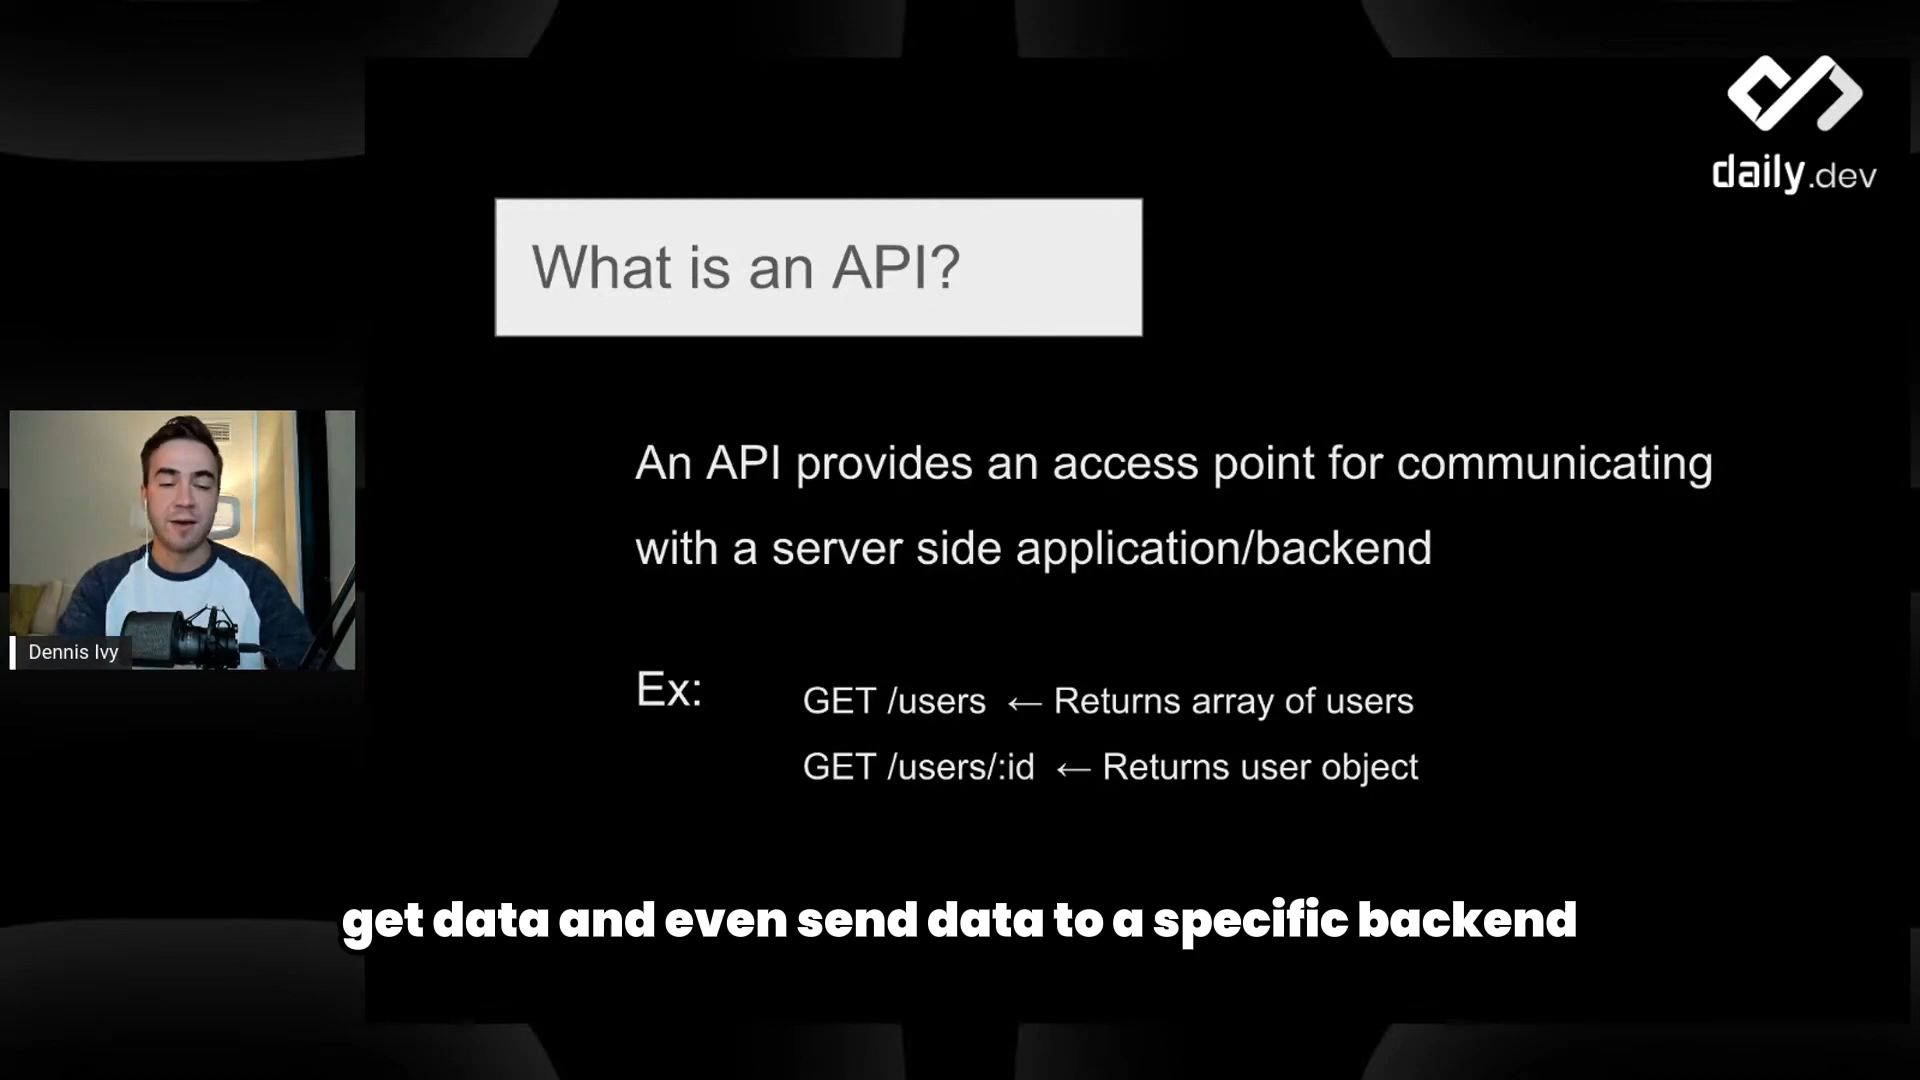 daily.dev
What is an API?
An API provides an access point for communicating
with a server side application/backend
Dennis Ivy
Ex:
GET /users ← Returns array of users
GET /users/:id ← Returns user object
get data and even send data to a specific backend